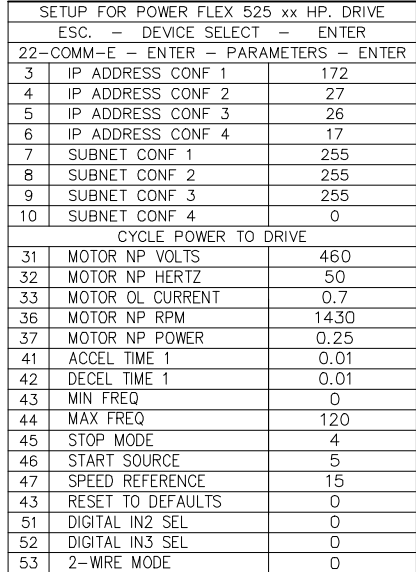 SETUP FOR POWER FLEX 525 xx HP. DRIVE
ESC. – DEVICE SELECT – ENTER
22–COMM–E – ENTER – PARAMETERS – ENTER
3 IP ADDRESS CONF 1 172
4 IP ADDRESS CONF 2 27
5 IP ADDRESS CONF 3 26
6 IP ADDRESS CONF 4 17
7 SUBNET CONF 1 255
8 SUBNET CONF 2 255
9 SUBNET CONF 3 255
10 SUBNET CONF 4 0
CYCLE POWER TO DRIVE
31 MOTOR NP VOLTS 460
32 MOTOR NP HERTZ 50
33 MOTOR OL CURRENT 0.7
36 MOTOR NP RPM 1430
37 MOTOR NP POWER 0.25
41 ACCEL TIME 1 0.01
42 DECEL TIME 1 0.01
43 MIN FREQ 0
44 MAX FREQ 120
45 STOP MODE 4
46 START SOURCE 5
47 SPEED REFERENCE 15
43 RESET TO DEFAULTS 0
51 DIGITAL IN2 SEL 0
52 DIGITAL IN3 SEL 0
53 2–WIRE MODE 0